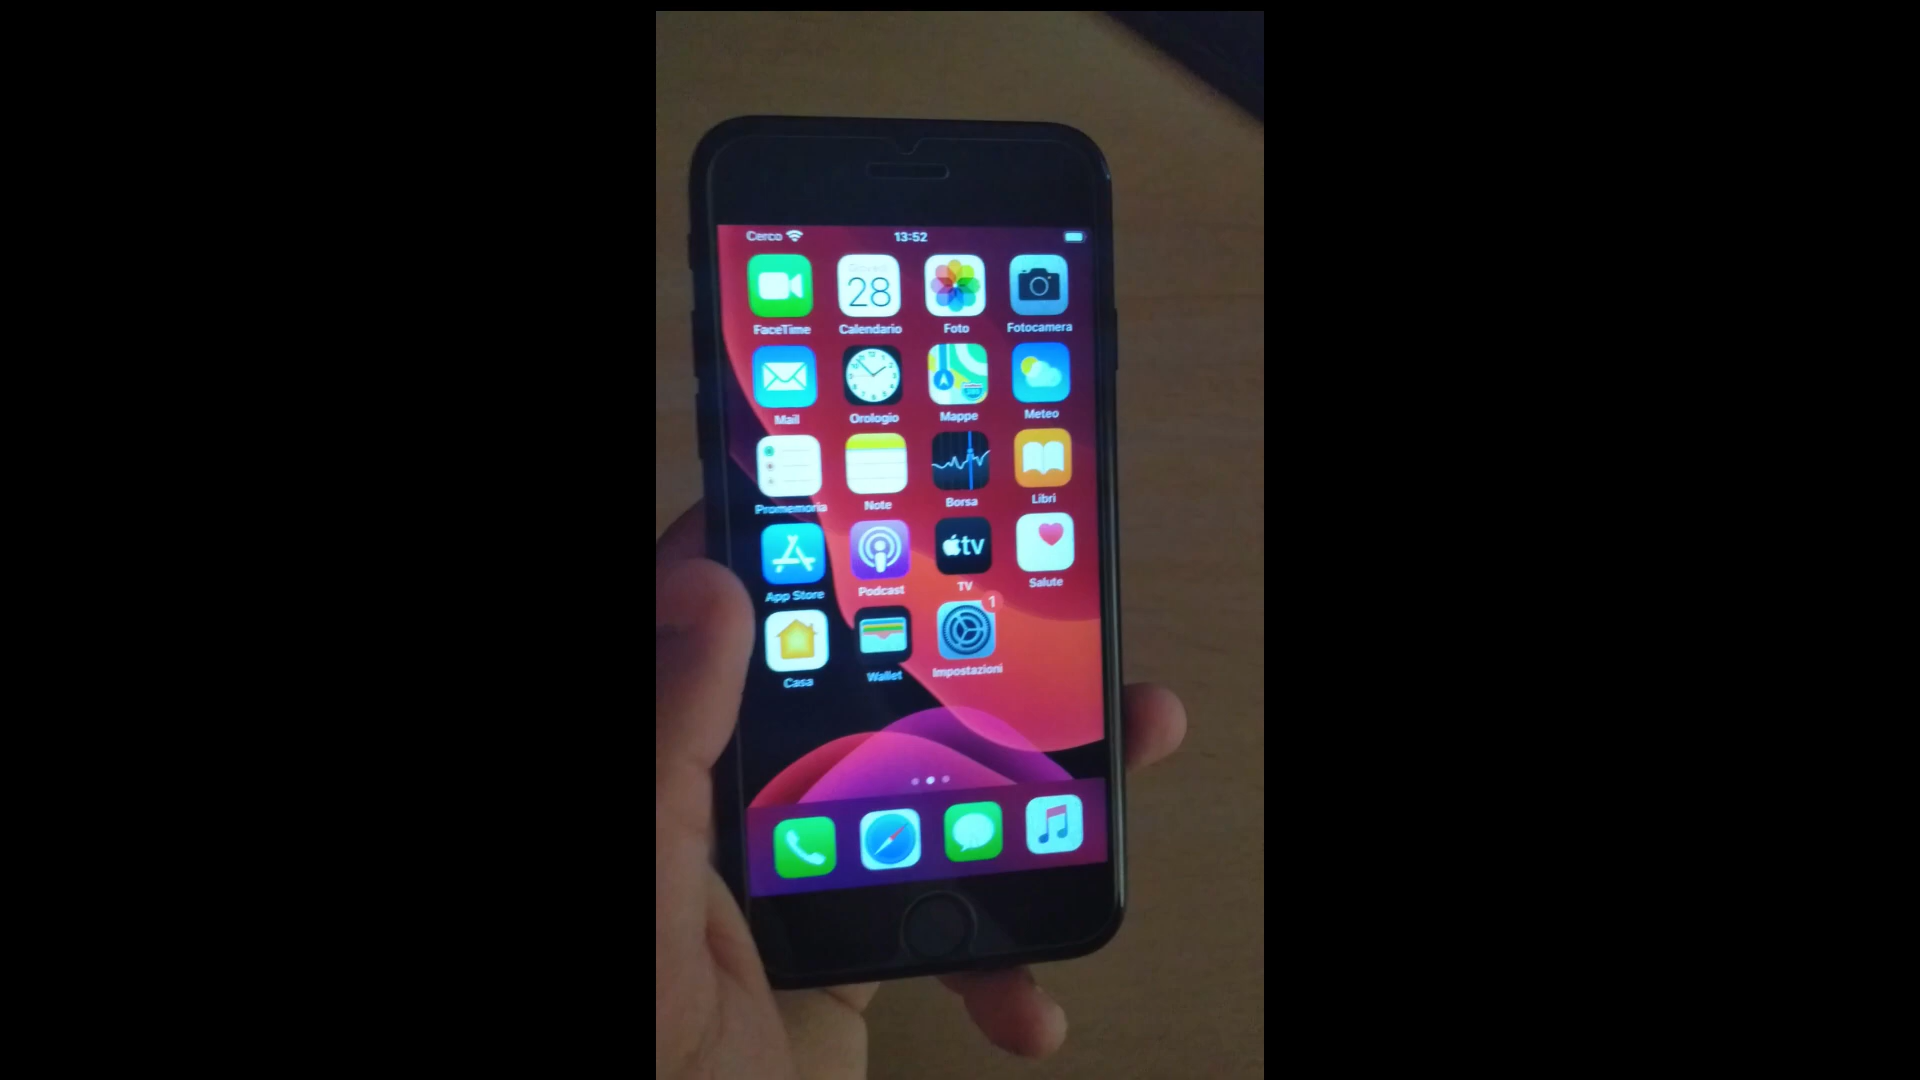 Cerco 13:52
28
FaceTime Calendario Foto Fotocamera
Mail Orologio Mappe Meteo
Promemoria Note Borsa Libri
tv
App Store Podcast TV Salute
1
Casa Wallet Impostazioni